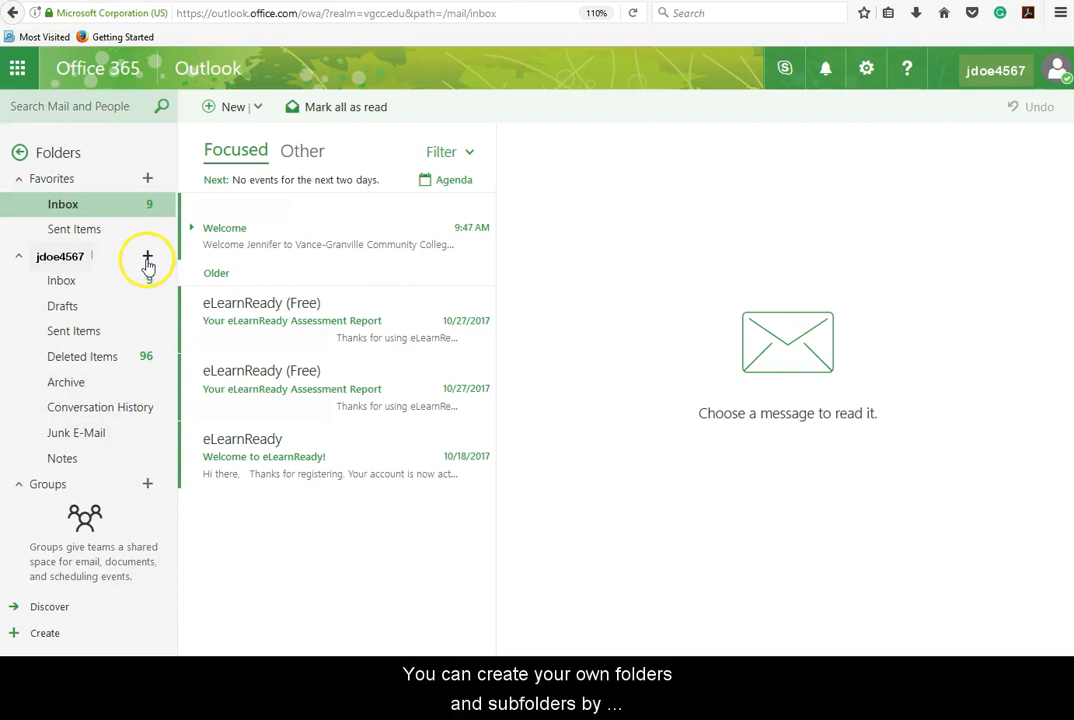 Microsoft Corporation (US) https://outlook.office.com/owa/?realm=vgcc.edu&path=/mail/inbox 110% Search
Most Visited Getting Started
Office 365 Outlook jdoe4567
Search Mail and People New Mark all as read Undo
Folders
Favorites
Inbox 9
Sent Items
jdoe4567
Inbox 9
Drafts
Sent Items
Deleted Items 96
Archive
Conversation History
Junk E-Mail
Notes
Groups
Groups give teams a shared
space for email, documents,
and scheduling events.
Discover
Create
Focused Other Filter
Next: No events for the next two days. Agenda
Welcome 9:47 AM
Welcome Jennifer to Vance-Granville Community Colleg...
Older
eLearnReady (Free)
Your eLearnReady Assessment Report 10/27/2017
Thanks for using eLearnRe...
eLearnReady (Free)
Your eLearnReady Assessment Report 10/27/2017
Thanks for using eLearnRe...
eLearnReady
Welcome to eLearnReady! 10/18/2017
Hi there, Thanks for registering. Your account is now act...
Choose a message to read it.
You can create your own folders
and subfolders by ...